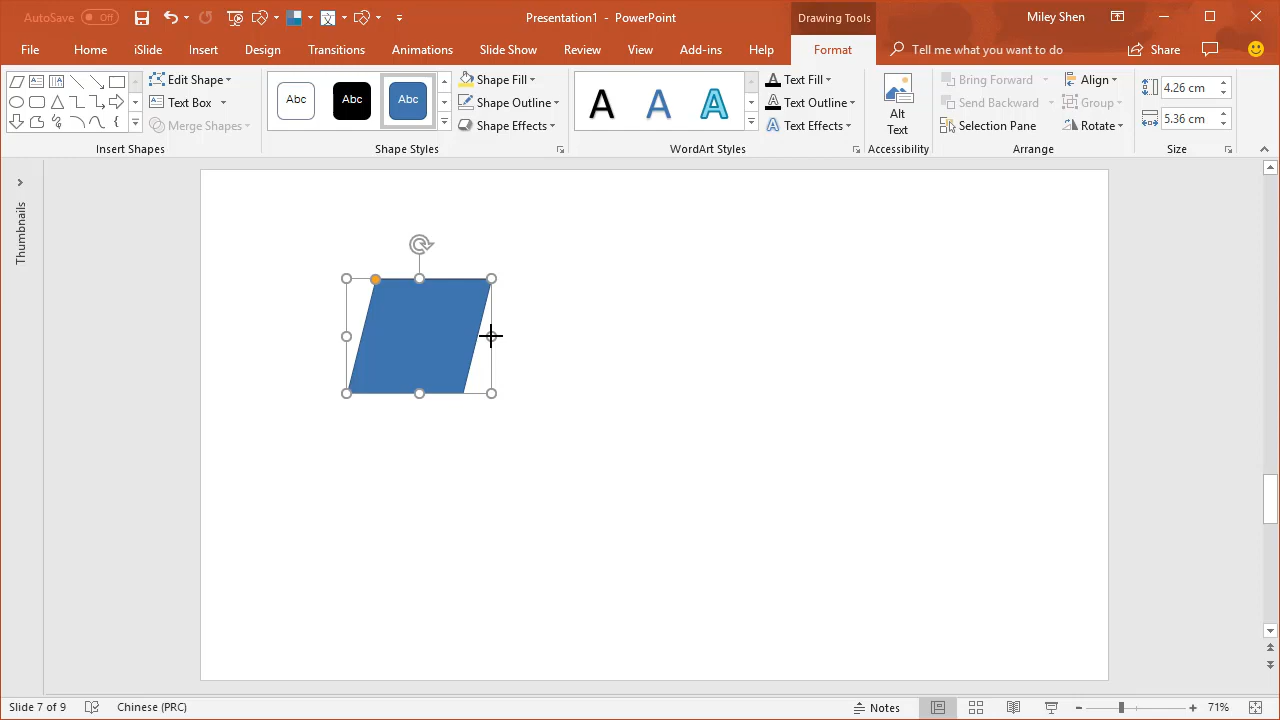 AutoSave Off Presentation1 - PowerPoint Drawing Tools Miley Shen
File Home iSlide Insert Design Transitions Animations Slide Show Review View Add-ins Help Format Tell me what you want to do Share
Edit Shape Abc Abc Abc Shape Fill A A A Text Fill Alt Text Bring Forward Align 4.26 cm
Text Box Shape Outline Text Outline Send Backward Group 5.36 cm
Merge Shapes Shape Effects Text Effects Selection Pane Rotate
Insert Shapes Shape Styles WordArt Styles Accessibility Arrange Size
Thumbnails
Slide 7 of 9 Chinese (PRC) Notes 71%